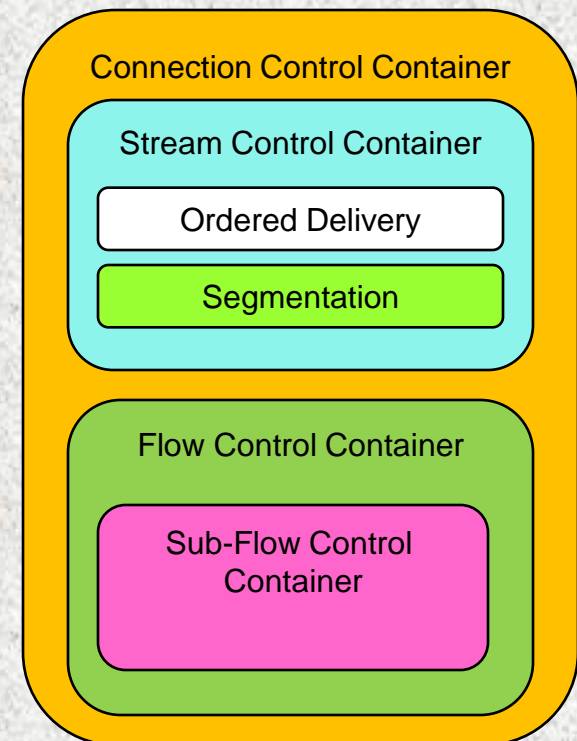 Connection Control Container
Stream Control Container
Ordered Delivery
Segmentation
Flow Control Container
Sub-Flow Control
Container